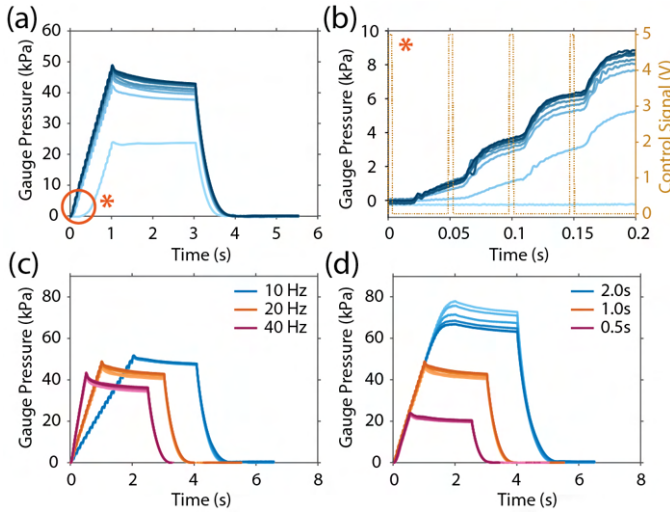 (a)
Gauge Pressure (kPa)
60
50
40
30
20
10
0
*
0 1 2 3 4 5 6
Time (s)
(b)
Gauge Pressure (kPa)
10
8
6
4
2
0
*
5
4
3
2
1
0
Control Signal (V)
0 0.05 0.1 0.15 0.2
Time (s)
(c)
Gauge Pressure (kPa)
80
60
40
20
0
10 Hz
20 Hz
40 Hz
0 2 4 6 8
Time (s)
(d)
Gauge Pressure (kPa)
80
60
40
20
0
2.0s
1.0s
0.5s
0 2 4 6 8
Time (s)